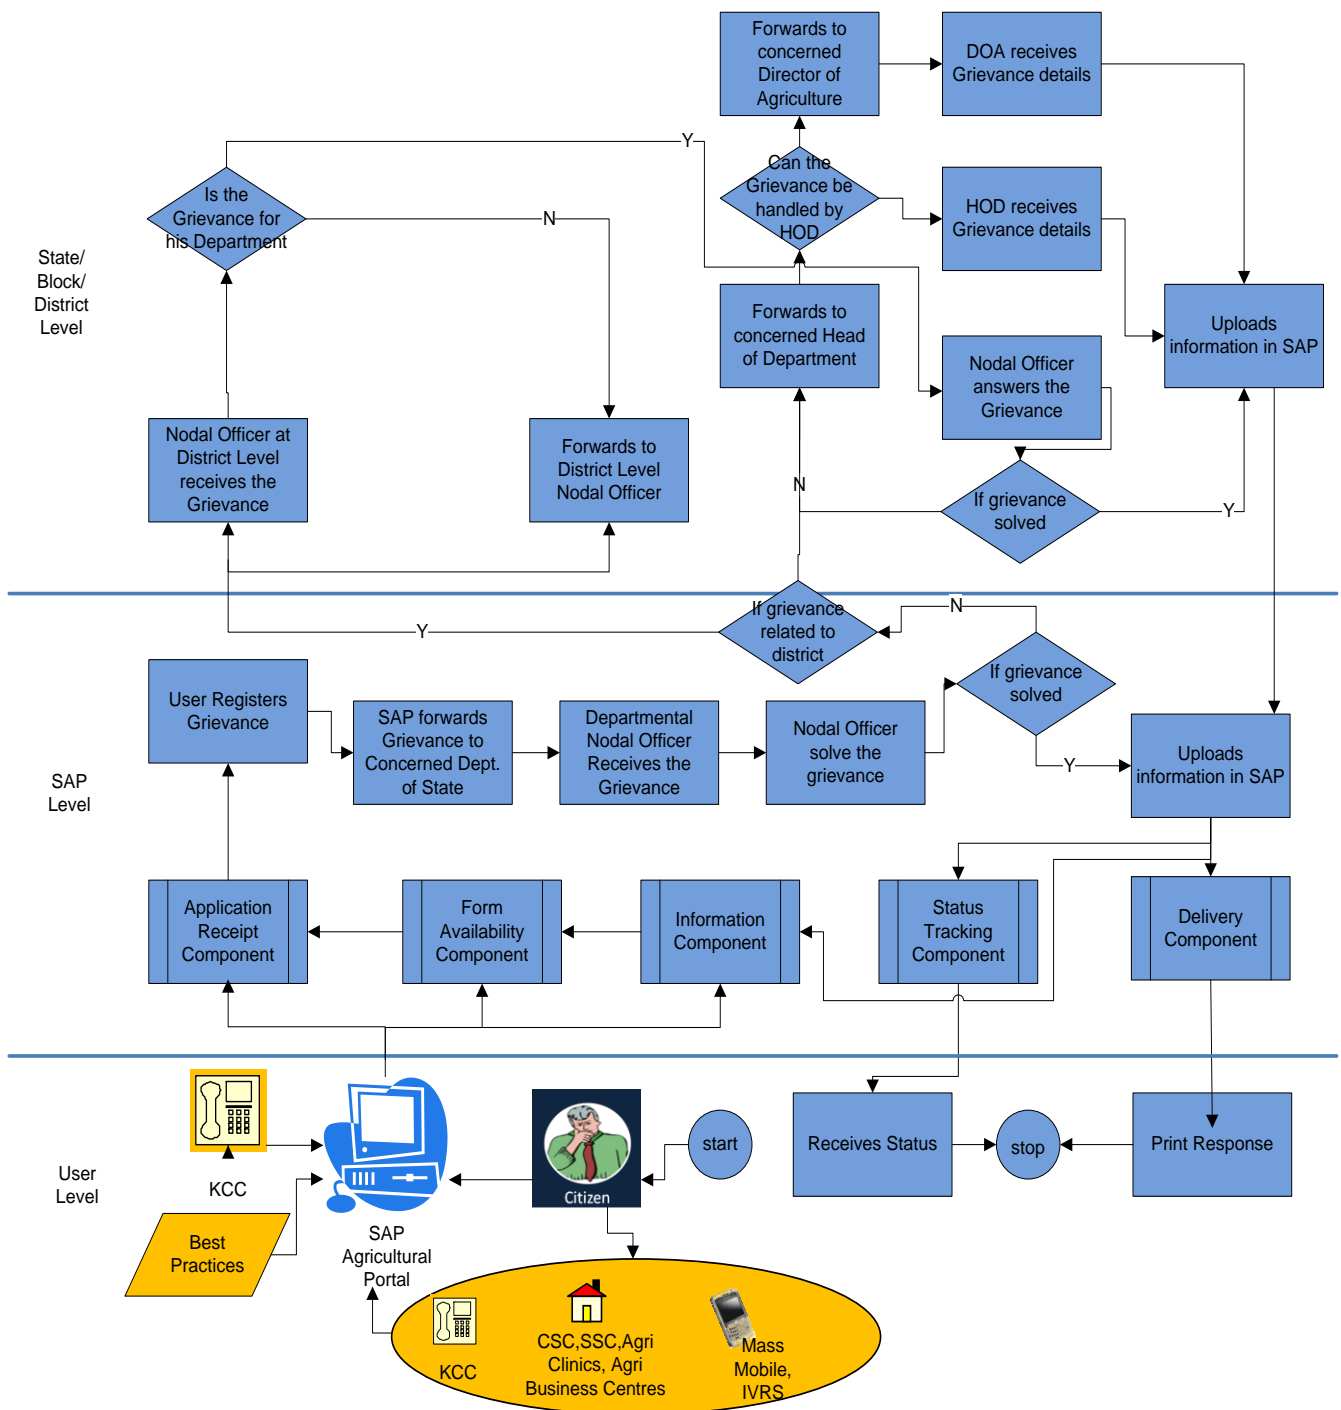 Forwards to
concerned
Director of
Agriculture
DOA receives
Grievance details
Y
Is the
Grievance for
his Department
N
Can the
Grievance be
handled by
HOD
HOD receives
Grievance details
State/
Block/
District
Level
Forwards to
concerned Head
of Department
Uploads
information in SAP
Nodal Officer
answers the
Grievance
Nodal Officer at
District Level
receives the
Grievance
Forwards to
District Level
Nodal Officer
N
If grievance
solved
Y
If grievance
related to
district
N
Y
If grievance
solved
User Registers
Grievance
SAP forwards
Grievance to
Concerned Dept.
of State
Departmental
Nodal Officer
Receives the
Grievance
Nodal Officer
solve the
grievance
Y
Uploads
information in SAP
SAP
Level
Application
Receipt
Component
Form
Availability
Component
Information
Component
Status
Tracking
Component
Delivery
Component
User
Level
KCC
Citizen
start
Receives Status
stop
Print Response
Best
Practices
SAP
Agricultural
Portal
KCC
CSC,SSC,Agri
Clinics, Agri
Business Centres
Mass
Mobile,
IVRS